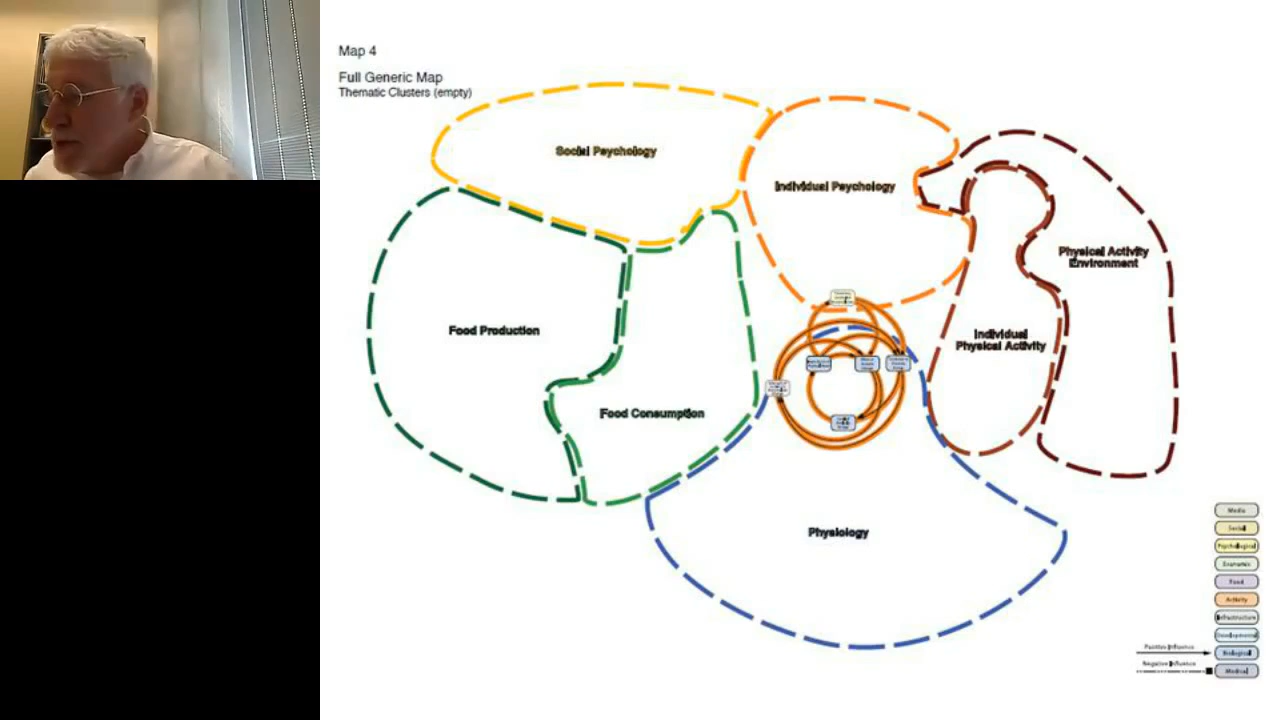 Map 4
Full Generic Map
Thematic Clusters (empty)
Social Psychology
Individual Psychology
Physical Activity
Environment
Food Production
Individual
Physical Activity
Food Consumption
Physiology
Media
Social
Psychological
Economic
Food
Activity
Infrastructure
Developmental
Biological
Medical
Positive Influence
Negative Influence